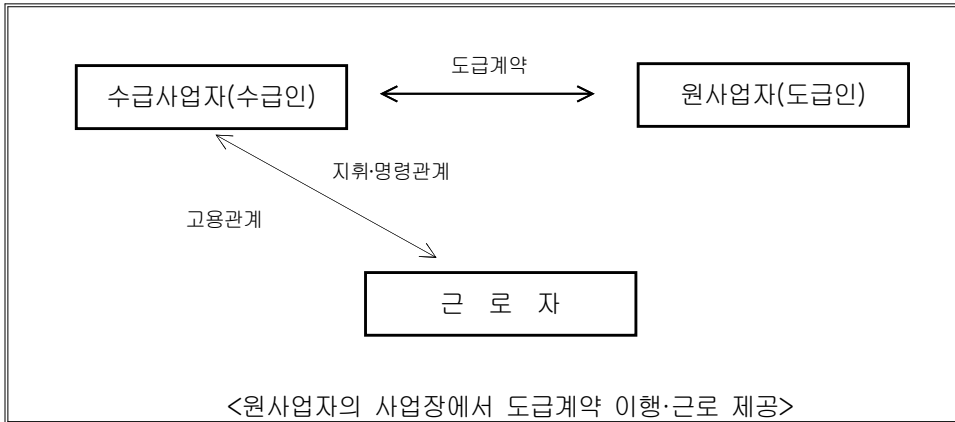 도급계약
수급사업자(수급인)
원사업자(도급인)
지휘·명령관계
고용관계
근 로 자
<원사업자의 사업장에서 도급계약 이행·근로 제공>